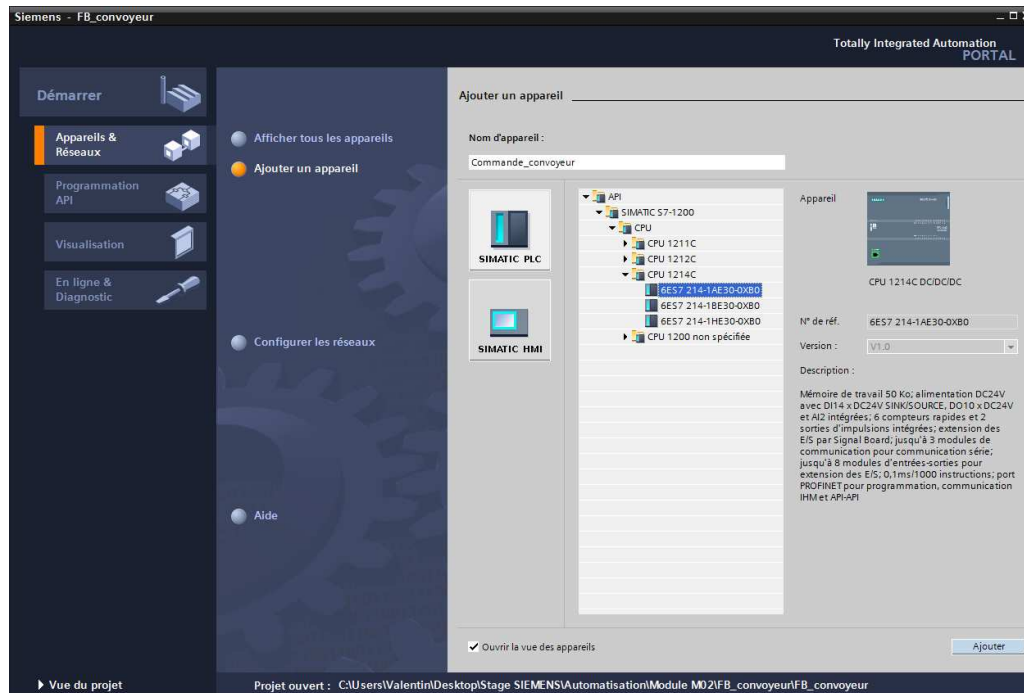 Siemens - FB_convoyeur
Totally Integrated Automation
PORTAL
Démarrer
Appareils &
Réseaux
Programmation
API
Visualisation
En ligne &
Diagnostic
Afficher tous les appareils
Ajouter un appareil
Configurer les réseaux
Aide
Ajouter un appareil
Nom d'appareil :
Commande_convoyeur
SIMATIC PLC
SIMATIC HMI
API
SIMATIC S7-1200
CPU
CPU 1211C
CPU 1212C
CPU 1214C
6ES7 214-1AE30-0XB0
6ES7 214-1BE30-0XB0
6ES7 214-1HE30-0XB0
CPU 1200 non spécifiée
Appareil
CPU 1214C DC/DC/DC
N° de réf.
6ES7 214-1AE30-0XB0
Version :
V1.0
Description :
Mémoire de travail 50 Ko; alimentation DC24V
avec DI14 x DC24V SINK/SOURCE, DO10 x DC24V
et AI2 intégrées; 6 compteurs rapides et 2
sorties d'impulsions intégrées; extension des
E/S par Signal Board; jusqu'à 3 modules de
communication pour communication série;
jusqu'à 8 modules d'entrées-sorties pour
extension des E/S; 0,1ms/1000 instructions; port
PROFINET pour programmation, communication
IHM et API-API
Ouvrir la vue des appareils
Ajouter
Vue du projet
Projet ouvert : C:\Users\Valentin\Desktop\Stage SIEMENS\Automatisation\Module M02\FB_convoyeur\FB_convoyeur